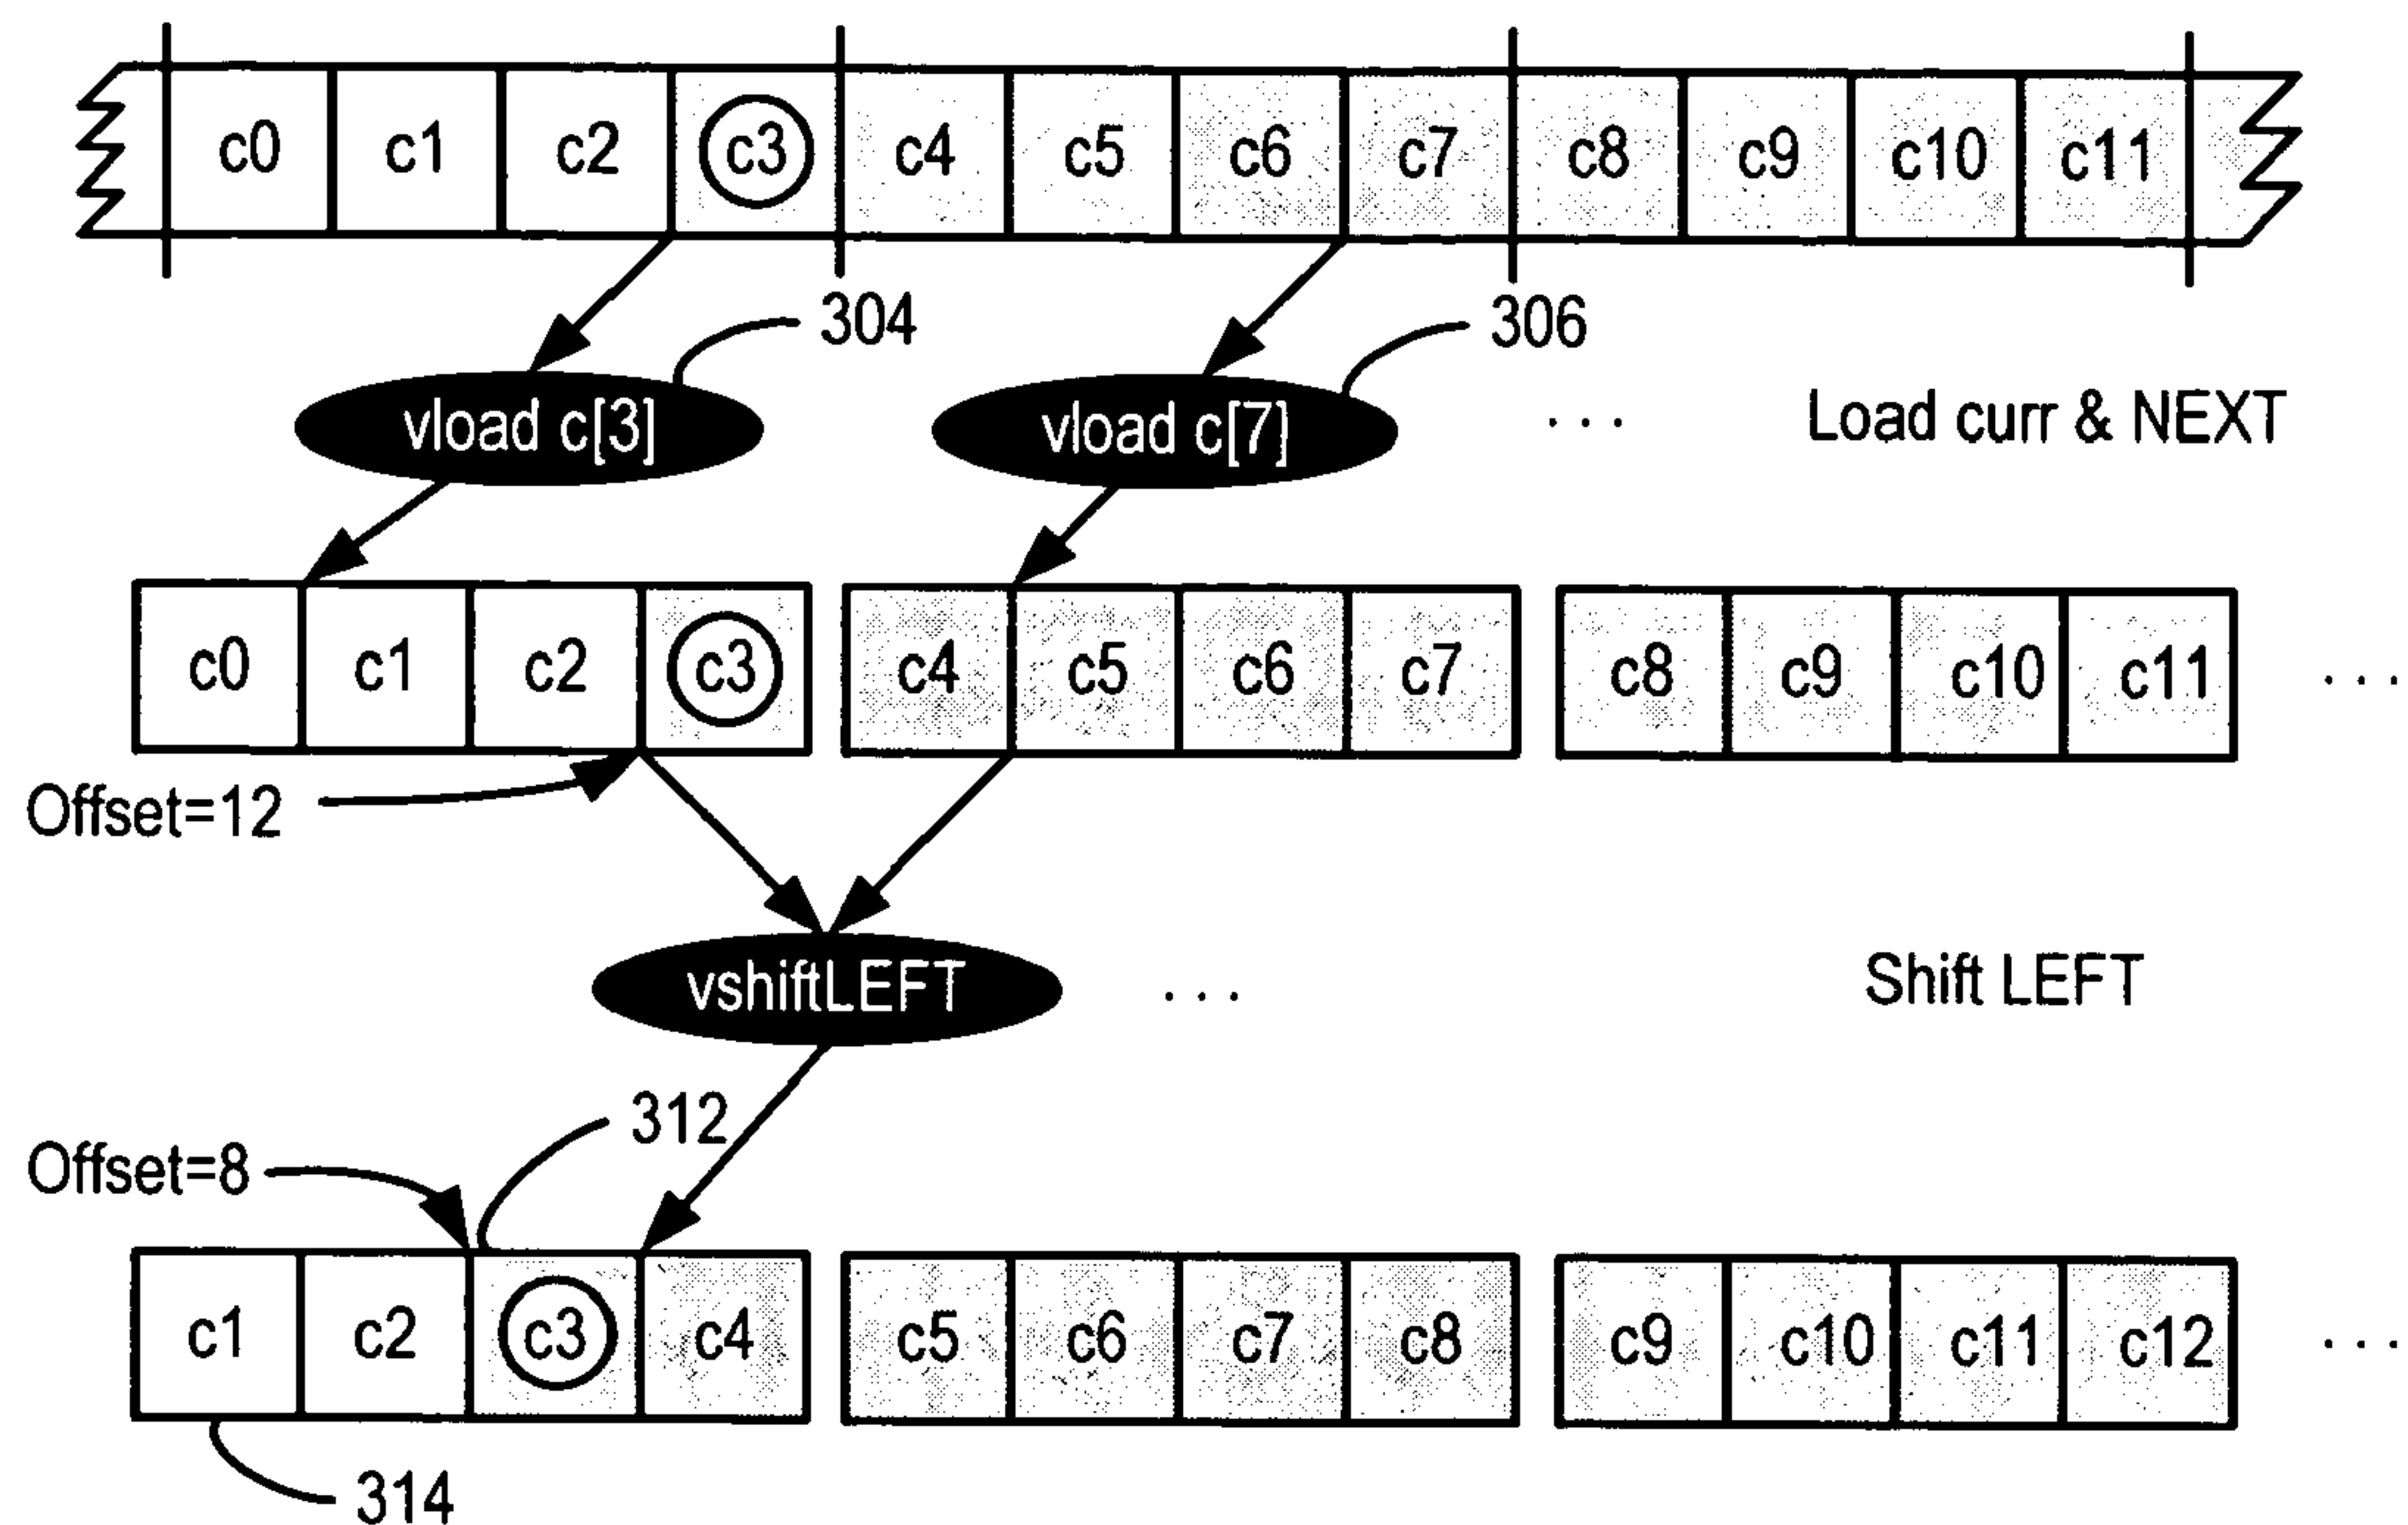 c0 c1 c2 c3 c4 c5 c6 c7 c8 c9 c10 c11
304 306
vload c[3] vload c[7] ... Load curr & NEXT
c0 c1 c2 c3 c4 c5 c6 c7 c8 c9 c10 c11 ...
Offset=12
vshiftLEFT ... Shift LEFT
312
Offset=8
c1 c2 c3 c4 c5 c6 c7 c8 c9 c10 c11 c12 ...
314